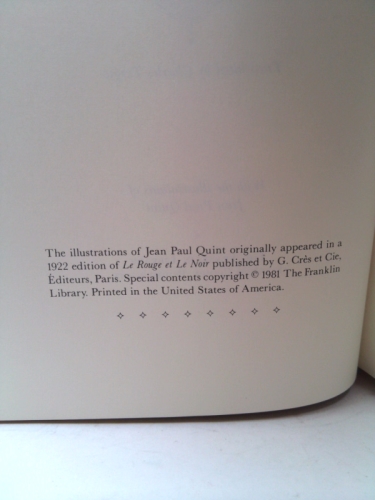 The illustrations of Jean Paul Quint originally appeared in a
1922 edition of Le Rouge et Le Noir published by G. Crès et Cie,
Éditeurs, Paris. Special contents copyright © 1981 The Franklin
Library. Printed in the United States of America.